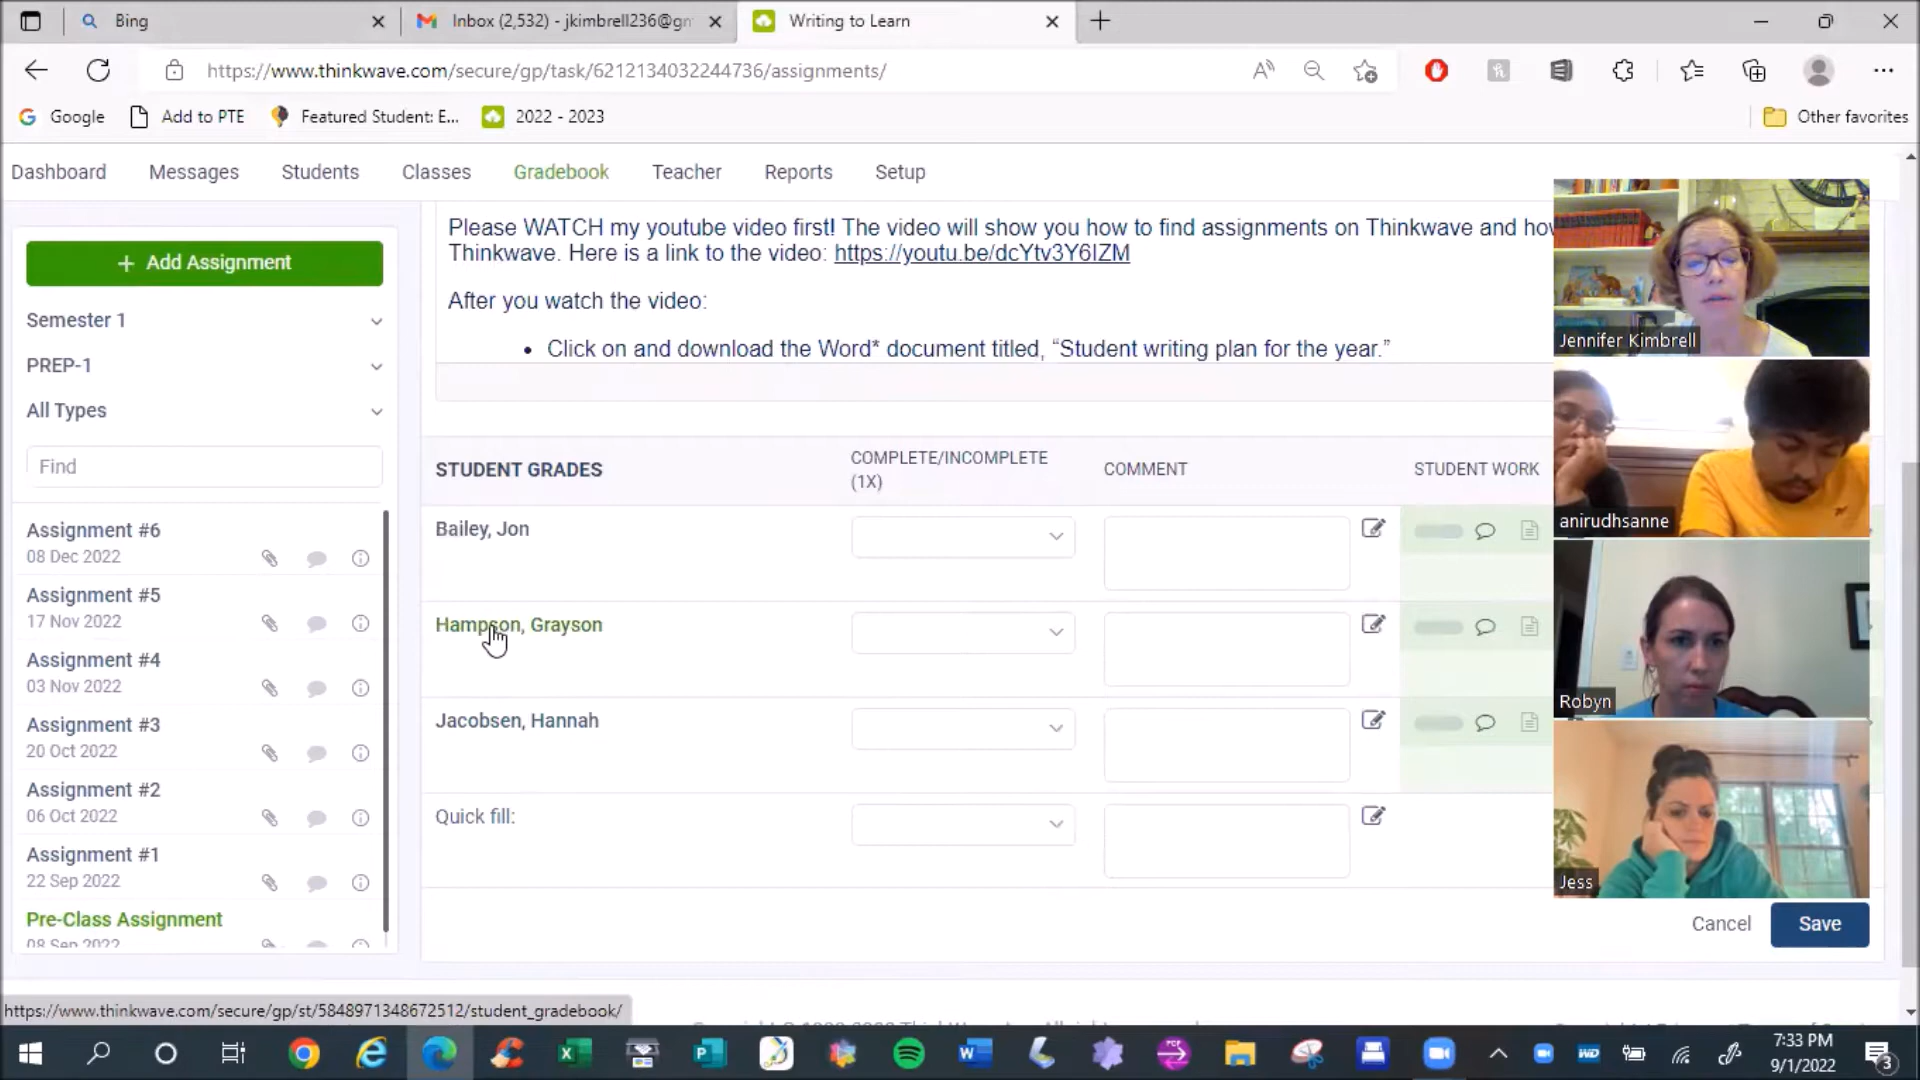 Bing
Inbox (2,532) - jkimbrell236@gm
Writing to Learn
https://www.thinkwave.com/secure/gp/task/6212134032244736/assignments/
Google
Add to PTE
Featured Student: E...
2022 - 2023
Other favorites
Dashboard
Messages
Students
Classes
Gradebook
Teacher
Reports
Setup
+ Add Assignment
Semester 1
PREP-1
All Types
Find
Assignment #6
08 Dec 2022
Assignment #5
17 Nov 2022
Assignment #4
03 Nov 2022
Assignment #3
20 Oct 2022
Assignment #2
06 Oct 2022
Assignment #1
22 Sep 2022
Pre-Class Assignment
08 Sep 2022
Please WATCH my youtube video first! The video will show you how to find assignments on Thinkwave and how
Thinkwave. Here is a link to the video: https://youtu.be/dcYtv3Y6IZM
After you watch the video:
• Click on and download the Word* document titled, “Student writing plan for the year.”
STUDENT GRADES
COMPLETE/INCOMPLETE
(1X)
COMMENT
STUDENT WORK
Bailey, Jon
Hampson, Grayson
Jacobsen, Hannah
Quick fill:
Jennifer Kimbrell
anirudhsanne
Robyn
Jess
Cancel
Save
https://www.thinkwave.com/secure/gp/st/5848971348672512/student_gradebook/
7:33 PM
9/1/2022
3